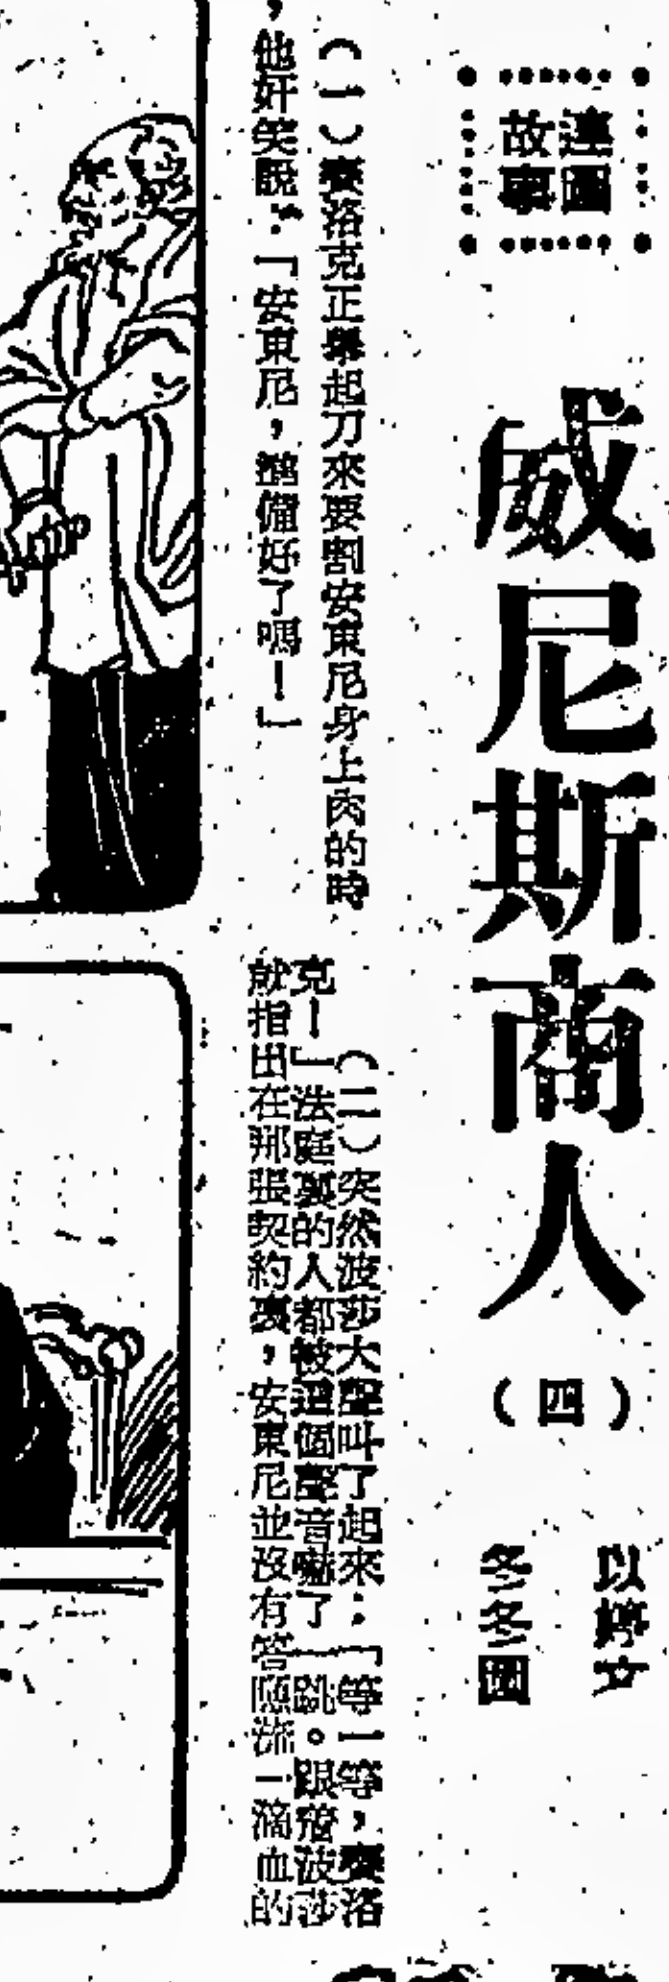 連圖
故事
威尼斯商人
(四)
以婷文
冬冬圖
(一)賽洛克正舉起刀來要割安東尼身上肉的時
，他奸笑說：「安東尼，準備好了嗎！」
(二)突然波莎大聲叫了起來：「等一等，賽洛
克！」法庭裏的人都被這個聲音嚇了一跳。跟著波莎
就指出在那張契約裏，安東尼並沒有答應流一滴血的